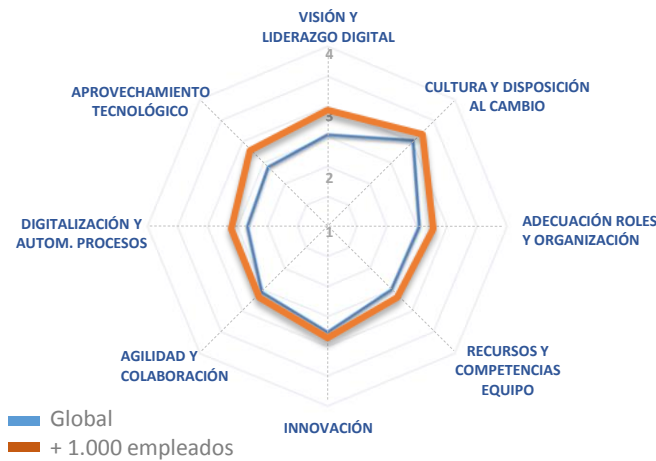 VISIÓN Y
LIDERAZGO DIGITAL
4
APROVECHAMIENTO
TECNOLÓGICO
CULTURA Y DISPOSICIÓN
AL CAMBIO
3
2
DIGITALIZACIÓN Y
AUTOM. PROCESOS
1
ADECUACIÓN ROLES
Y ORGANIZACIÓN
AGILIDAD Y
COLABORACIÓN
RECURSOS Y
COMPETENCIAS
EQUIPO
INNOVACIÓN
Global
+ 1.000 empleados